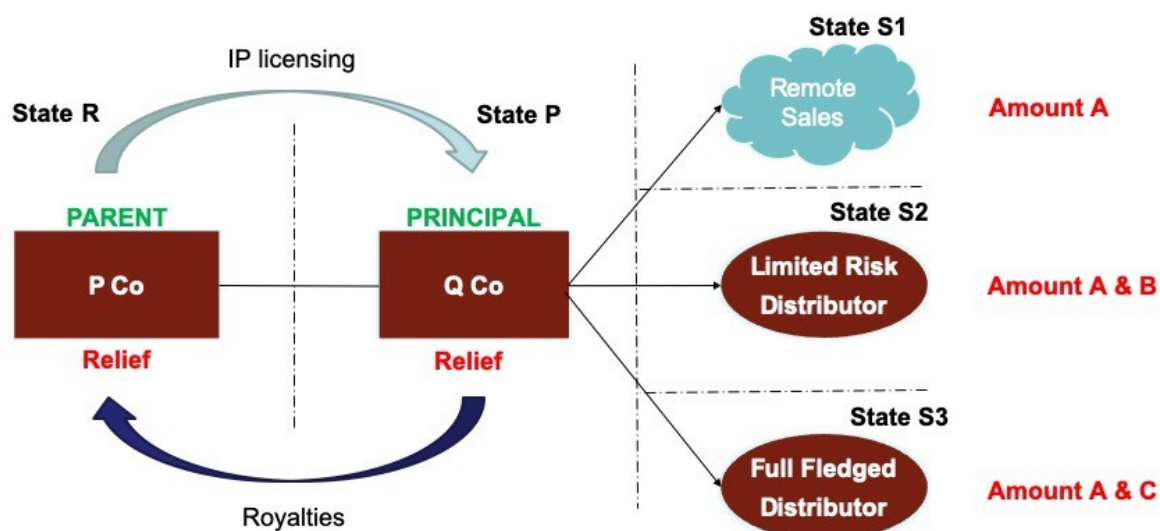 IP licensing
State R
State P
PARENT
PRINCIPAL
P Co
Q Co
Relief
Relief
Royalties
State S1
Remote
Sales
Amount A
State S2
Limited Risk
Distributor
Amount A & B
State S3
Full Fledged
Distributor
Amount A & C